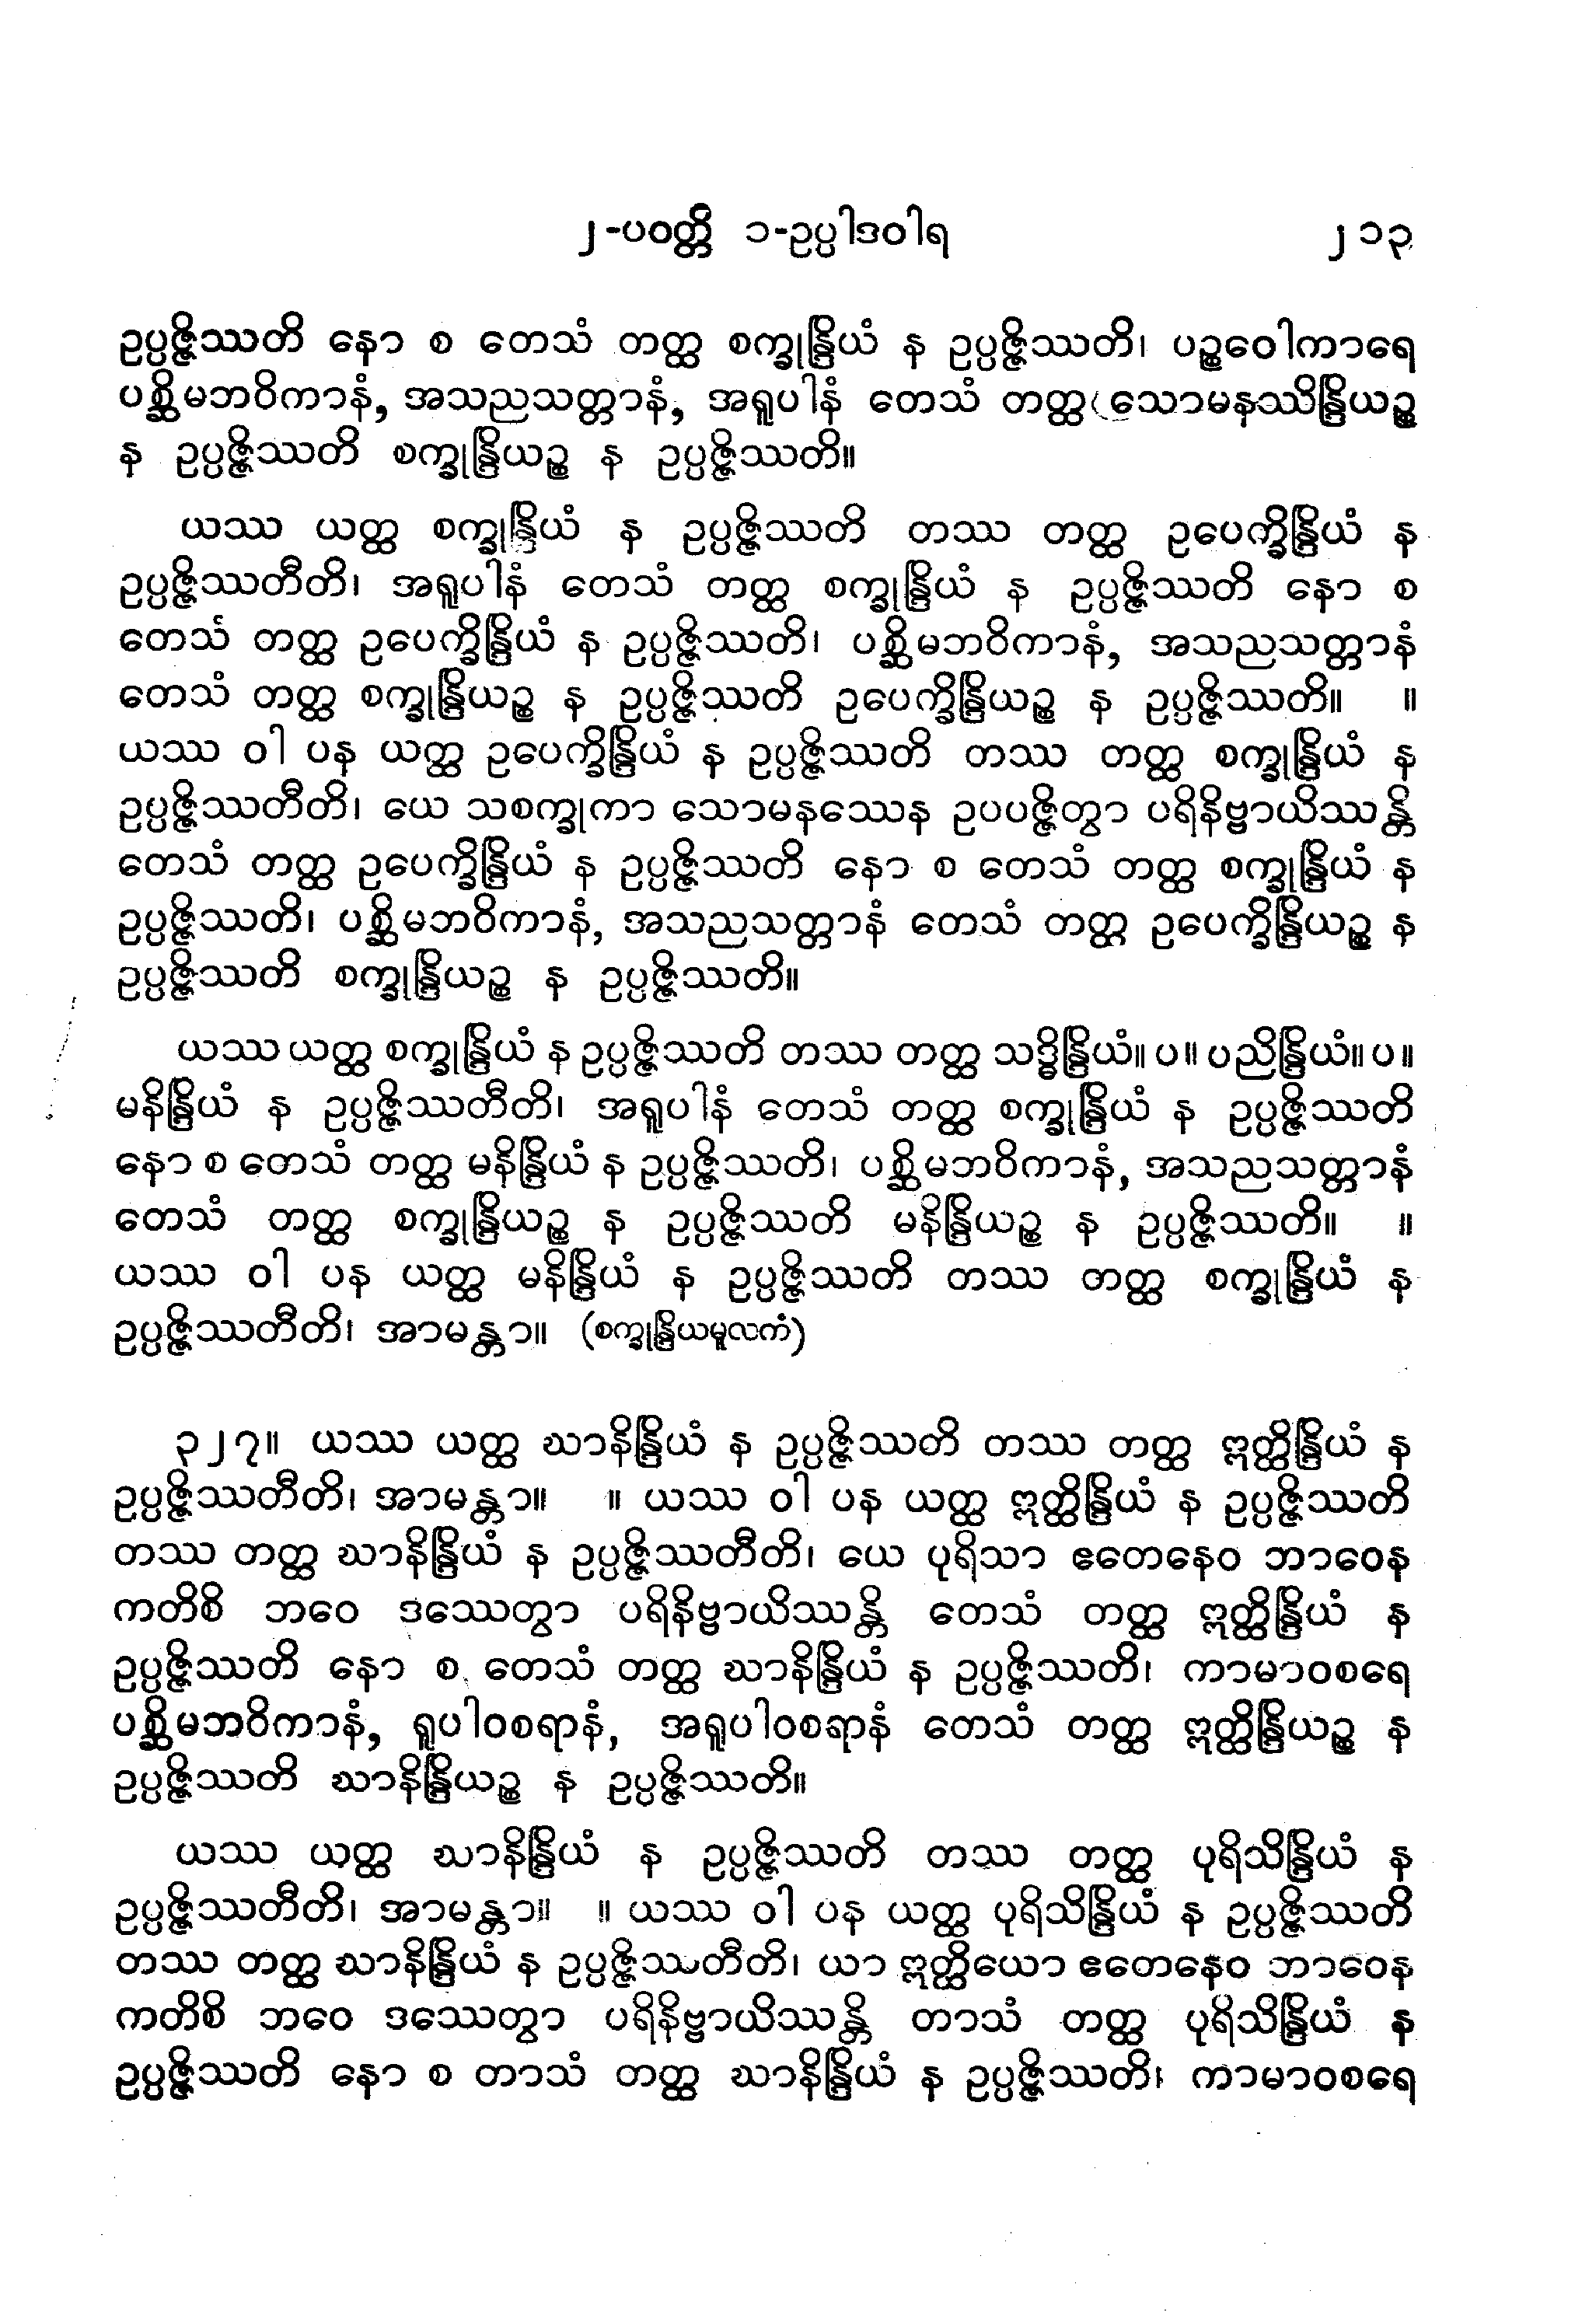 ၂-ပဝတ္တိ ၁-ဥပ္ပါဒဝါရ ၂၁၃
ဥပ္ပဇ္ဇိဿတိ နော စ တေသံ တတ္ထ စက္ခုန္ဒြိယံ န ဥပ္ပဇ္ဇိဿတိ၊ ပဉ္စဝေါကာရေ
ပစ္ဆိမဘဝိကာနံ, အသညသတ္တာနံ, အရူပါနံ တေသံ တတ္ထ သောမနဿိန္ဒြိယဉ္စ
န ဥပ္ပဇ္ဇိဿတိ စက္ခုန္ဒြိယဉ္စ န ဥပ္ပဇ္ဇိဿတိ။
ယဿ ယတ္ထ စက္ခုန္ဒြိယံ န ဥပ္ပဇ္ဇိဿတိ တဿ တတ္ထ ဥပေက္ခိန္ဒြိယံ န
ဥပ္ပဇ္ဇိဿတီတိ၊ အရူပါနံ တေသံ တတ္ထ စက္ခုန္ဒြိယံ န ဥပ္ပဇ္ဇိဿတိ နော စ
တေသံ တတ္ထ ဥပေက္ခိန္ဒြိယံ န ဥပ္ပဇ္ဇိဿတိ၊ ပစ္ဆိမဘဝိကာနံ, အသညသတ္တာနံ
တေသံ တတ္ထ စက္ခုန္ဒြိယဉ္စ န ဥပ္ပဇ္ဇိဿတိ ဥပေက္ခိန္ဒြိယဉ္စ န ဥပ္ပဇ္ဇိဿတိ။ ။
ယဿ ဝါ ပန ယတ္ထ ဥပေက္ခိန္ဒြိယံ န ဥပ္ပဇ္ဇိဿတိ တဿ တတ္ထ စက္ခုန္ဒြိယံ န
ဥပ္ပဇ္ဇိဿတီတိ၊ ယေ သစက္ခုကာ သောမနဿေန ဥပပဇ္ဇိတွာ ပရိနိဗ္ဗာယိဿန္တိ
တေသံ တတ္ထ ဥပေက္ခိန္ဒြိယံ န ဥပ္ပဇ္ဇိဿတိ နော စ တေသံ တတ္ထ စက္ခုန္ဒြိယံ န
ဥပ္ပဇ္ဇိဿတိ၊ ပစ္ဆိမဘဝိကာနံ, အသညသတ္တာနံ တေသံ တတ္ထ ဥပေက္ခိန္ဒြိယဉ္စ န
ဥပ္ပဇ္ဇိဿတိ စက္ခုန္ဒြိယဉ္စ န ဥပ္ပဇ္ဇိဿတိ။
ယဿ ယတ္ထ စက္ခုန္ဒြိယံ န ဥပ္ပဇ္ဇိဿတိ တဿ တတ္ထ သဒ္ဓိန္ဒြိယံ။ ပ။ ပညိန္ဒြိယံ။ ပ။
မနိန္ဒြိယံ န ဥပ္ပဇ္ဇိဿတီတိ၊ အရူပါနံ တေသံ တတ္ထ စက္ခုန္ဒြိယံ န ဥပ္ပဇ္ဇိဿတိ
နော စ တေသံ တတ္ထ မနိန္ဒြိယံ န ဥပ္ပဇ္ဇိဿတိ၊ ပစ္ဆိမဘဝိကာနံ, အသညသတ္တာနံ
တေသံ တတ္ထ စက္ခုန္ဒြိယဉ္စ န ဥပ္ပဇ္ဇိဿတိ မနိန္ဒြိယဉ္စ န ဥပ္ပဇ္ဇိဿတိ။ ။
ယဿ ဝါ ပန ယတ္ထ မနိန္ဒြိယံ န ဥပ္ပဇ္ဇိဿတိ တဿ တတ္ထ စက္ခုန္ဒြိယံ န
ဥပ္ပဇ္ဇိဿတီတိ၊ အာမန္တာ။ (စက္ခုန္ဒြိယမူလကံ)
၃၂၇။ ယဿ ယတ္ထ ဃာနိန္ဒြိယံ န ဥပ္ပဇ္ဇိဿတိ တဿ တတ္ထ ဣတ္ထိန္ဒြိယံ န
ဥပ္ပဇ္ဇိဿတီတိ၊ အာမန္တာ။ ။ ယဿ ဝါ ပန ယတ္ထ ဣတ္ထိန္ဒြိယံ န ဥပ္ပဇ္ဇိဿတိ
တဿ တတ္ထ ဃာနိန္ဒြိယံ န ဥပ္ပဇ္ဇိဿတီတိ၊ ယေ ပုရိသာ ဧတေနေဝ ဘာဝေန
ကတိစိ ဘဝေ ဒဿေတွာ ပရိနိဗ္ဗာယိဿန္တိ တေသံ တတ္ထ ဣတ္ထိန္ဒြိယံ န
ဥပ္ပဇ္ဇိဿတိ နော စ တေသံ တတ္ထ ဃာနိန္ဒြိယံ န ဥပ္ပဇ္ဇိဿတိ၊ ကာမာဝစရေ
ပစ္ဆိမဘဝိကာနံ, ရူပါဝစရာနံ, အရူပါဝစရာနံ တေသံ တတ္ထ ဣတ္ထိန္ဒြိယဉ္စ န
ဥပ္ပဇ္ဇိဿတိ ဃာနိန္ဒြိယဉ္စ န ဥပ္ပဇ္ဇိဿတိ။
ယဿ ယတ္ထ ဃာနိန္ဒြိယံ န ဥပ္ပဇ္ဇိဿတိ တဿ တတ္ထ ပုရိသိန္ဒြိယံ န
ဥပ္ပဇ္ဇိဿတီတိ၊ အာမန္တာ။ ။ ယဿ ဝါ ပန ယတ္ထ ပုရိသိန္ဒြိယံ န ဥပ္ပဇ္ဇိဿတိ
တဿ တတ္ထ ဃာနိန္ဒြိယံ န ဥပ္ပဇ္ဇိဿတီတိ၊ ယာ ဣတ္ထိယော ဧတေနေဝ ဘာဝေန
ကတိစိ ဘဝေ ဒဿေတွာ ပရိနိဗ္ဗာယိဿန္တိ တာသံ တတ္ထ ပုရိသိန္ဒြိယံ န
ဥပ္ပဇ္ဇိဿတိ နော စ တာသံ တတ္ထ ဃာနိန္ဒြိယံ န ဥပ္ပဇ္ဇိဿတိ၊ ကာမာဝစရေ